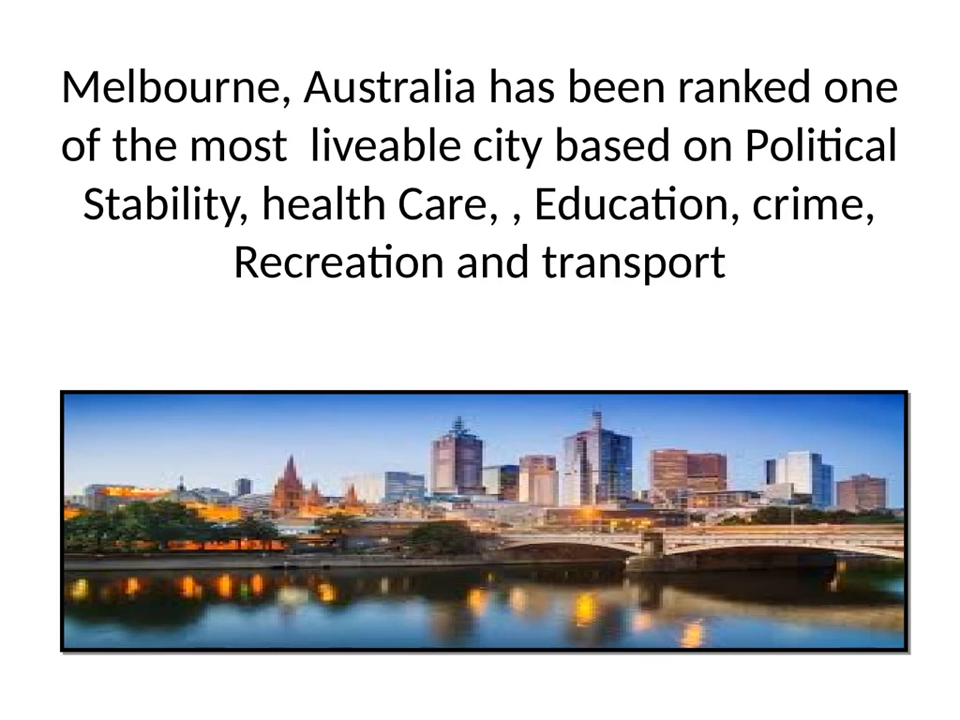 Melbourne, Australia has been ranked one
of the most  liveable city based on Political
Stability, health Care, , Education, crime,
Recreation and transport